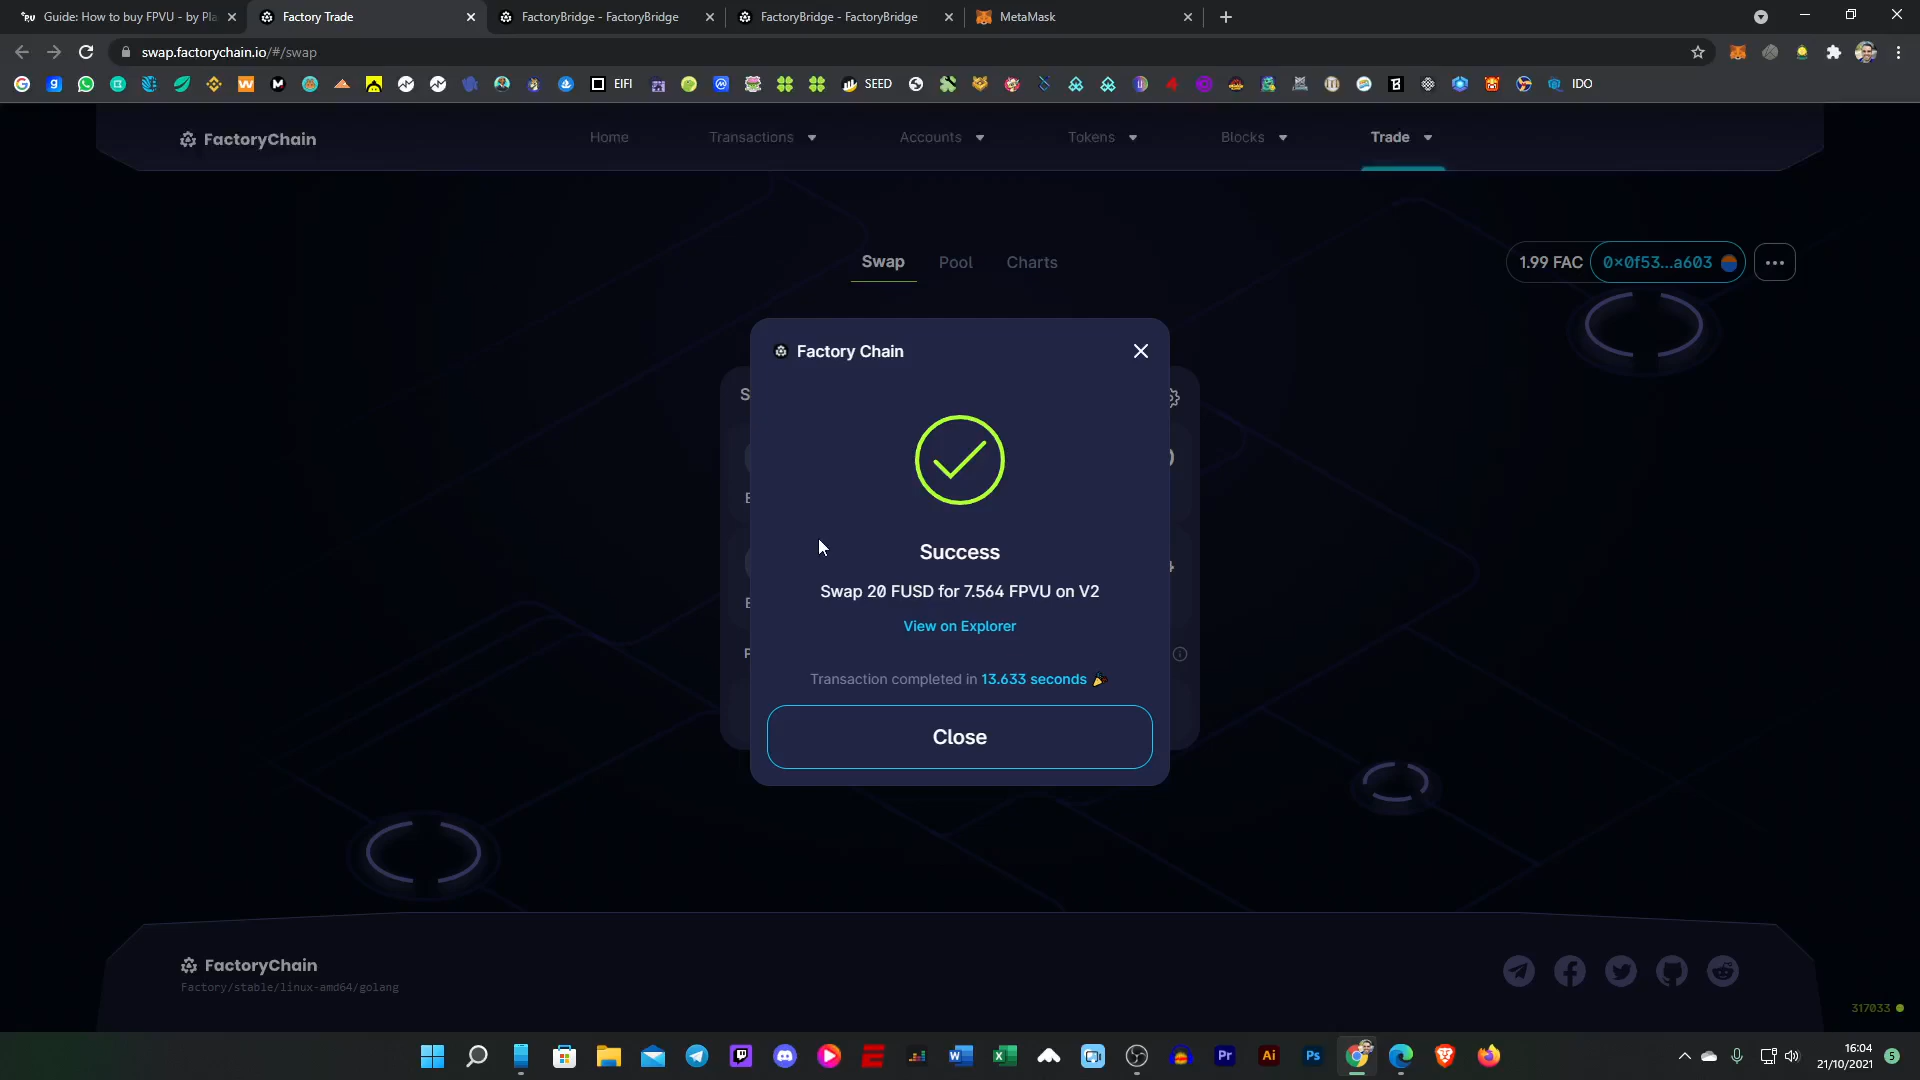 Guide: How to buy FPVU - by Pla
Factory Trade
FactoryBridge - FactoryBridge
FactoryBridge - FactoryBridge
MetaMask
swap.factorychain.io/#/swap
EIFI
SEED
IDO
FactoryChain
Home
Transactions
Accounts
Tokens
Blocks
Trade
Swap
Pool
Charts
1.99 FAC
0×0f53...a603
Factory Chain
Success
Swap 20 FUSD for 7.564 FPVU on V2
View on Explorer
Transaction completed in 13.633 seconds
Close
FactoryChain
Factory/stable/linux-amd64/golang
317033
16:04
21/10/2021
5